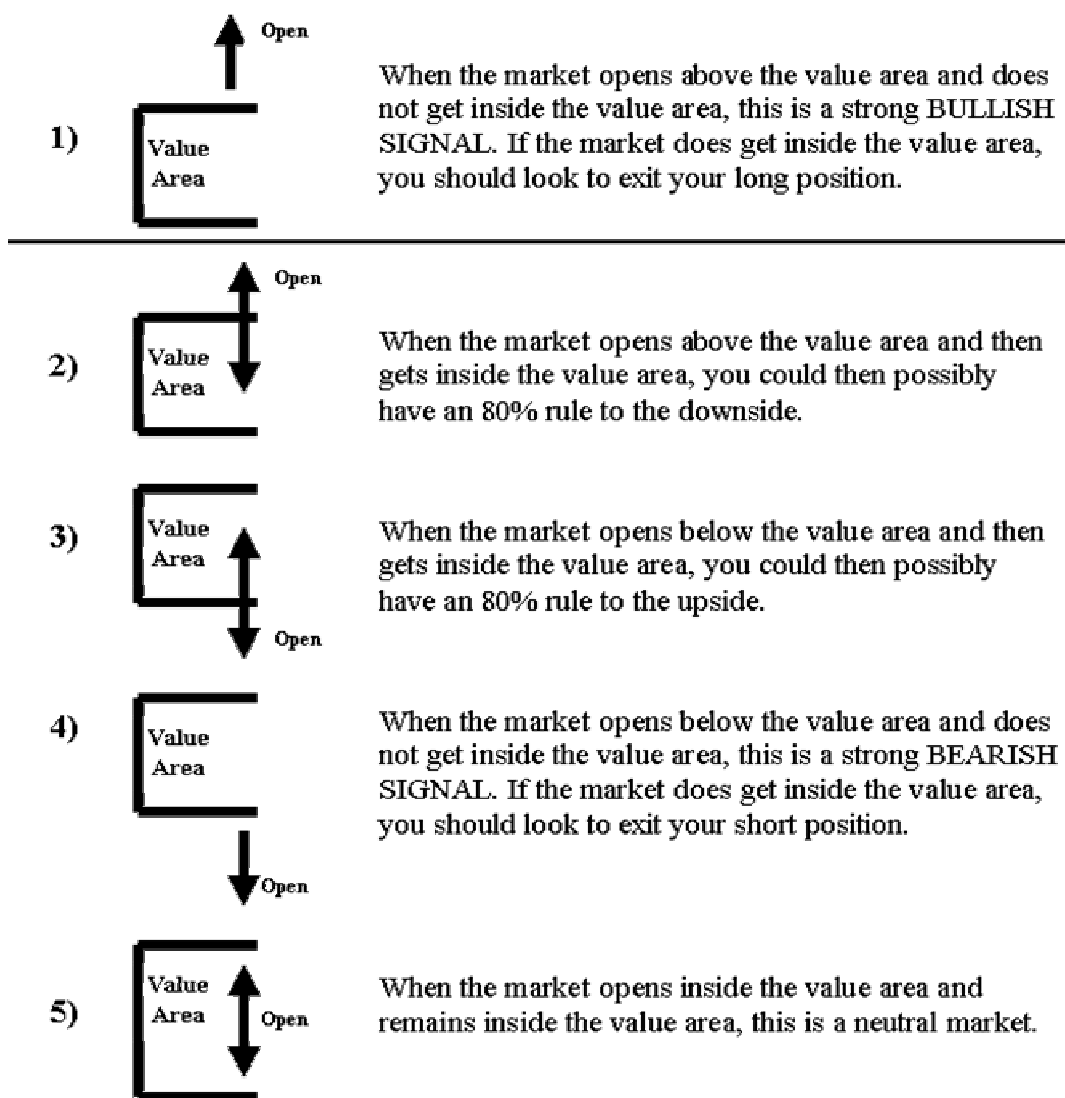 Open
When the market opens above the value area and does
not get inside the value area, this is a strong BULLISH
1)
Value
Area
SIGNAL. If the market does get inside the value area,
you should look to exit your long position.
Open
2)
Value
Area
When the market opens above the value area and then
gets inside the value area, you could then possibly
have an 80% rule to the downside.
3)
Value
Area
Open
When the market opens below the value area and then
gets inside the value area, you could then possibly
have an 80% rule to the upside.
4)
Value
Area
Open
When the market opens below the value area and does
not get inside the value area, this is a strong BEARISH
SIGNAL. If the market does get inside the value area,
you should look to exit your short position.
5)
Value
Area
Open
When the market opens inside the value area and
remains inside the value area, this is a neutral market.